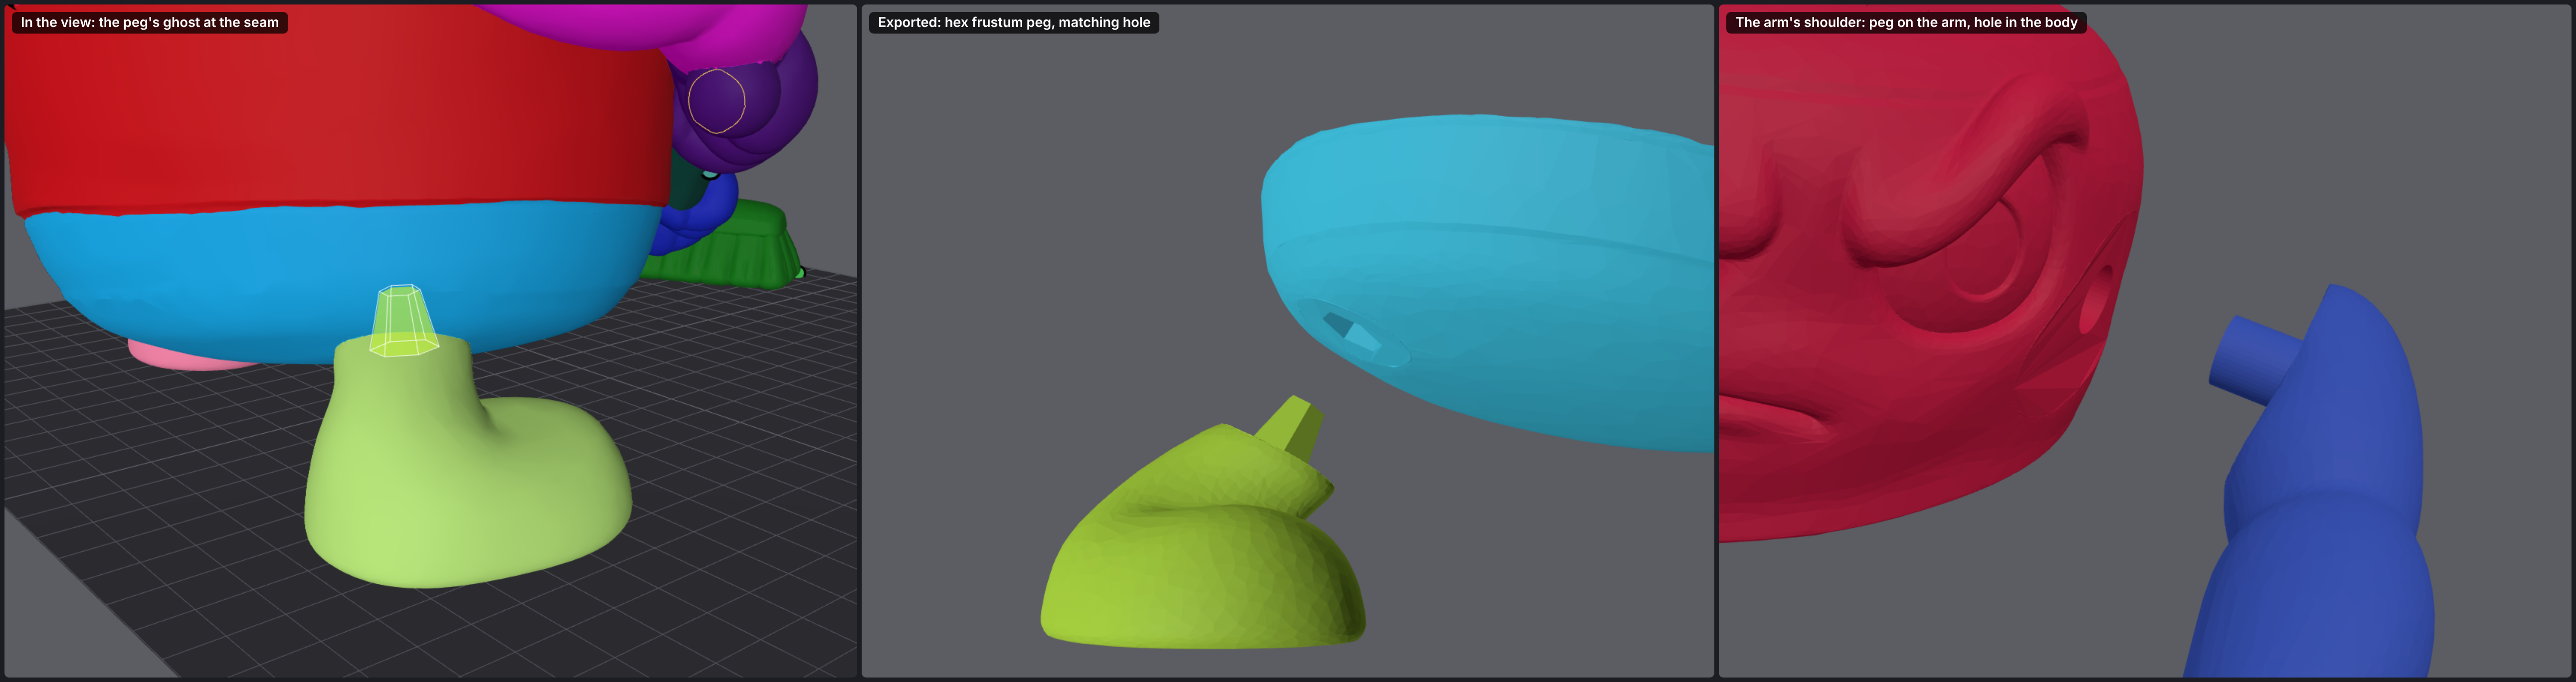 In the view: the peg's ghost at the seam
Exported: hex frustum peg, matching hole
The arm's shoulder: peg on the arm, hole in the body